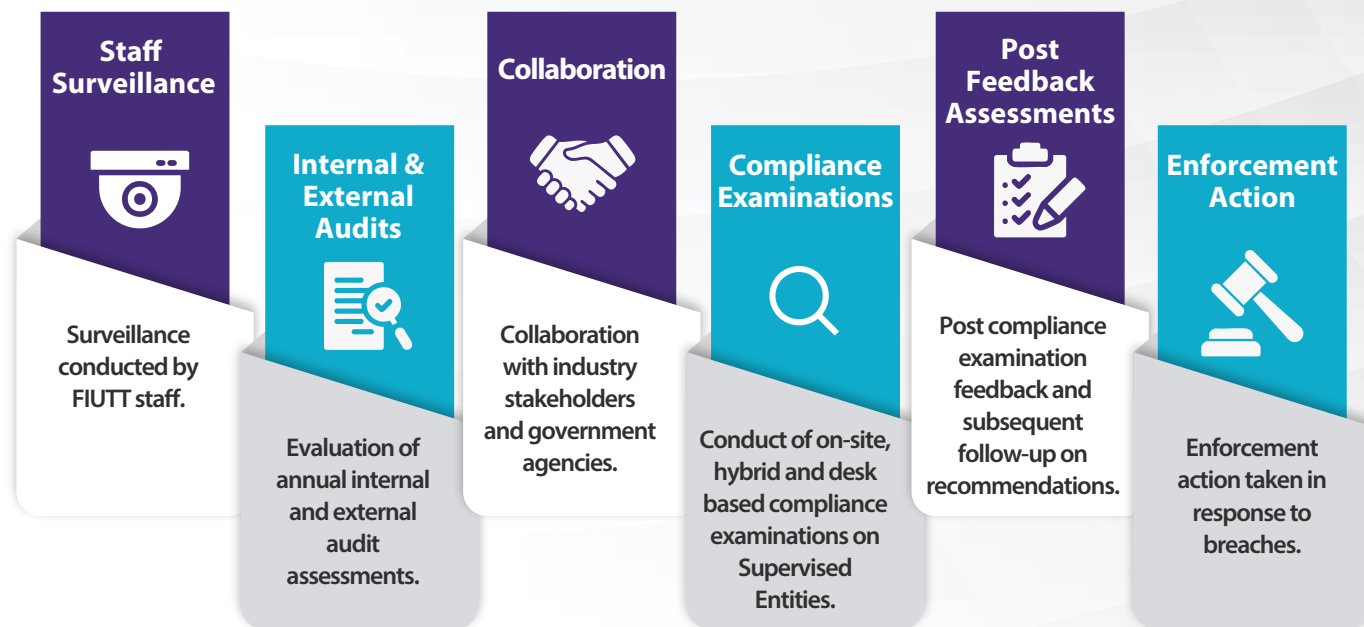 Staff
Surveillance
Surveillance
conducted by
FIUTT staff.
Internal &
External
Audits
Evaluation of
annual internal
and external
audit
assessments.
Collaboration
Collaboration
with industry
stakeholders
and government
agencies.
Compliance
Examinations
Conduct of on-site,
hybrid and desk
based compliance
examinations on
Supervised
Entities.
Post
Feedback
Assessments
Post compliance
examination
feedback and
subsequent
follow-up on
recommendations.
Enforcement
Action
Enforcement
action taken in
response to
breaches.